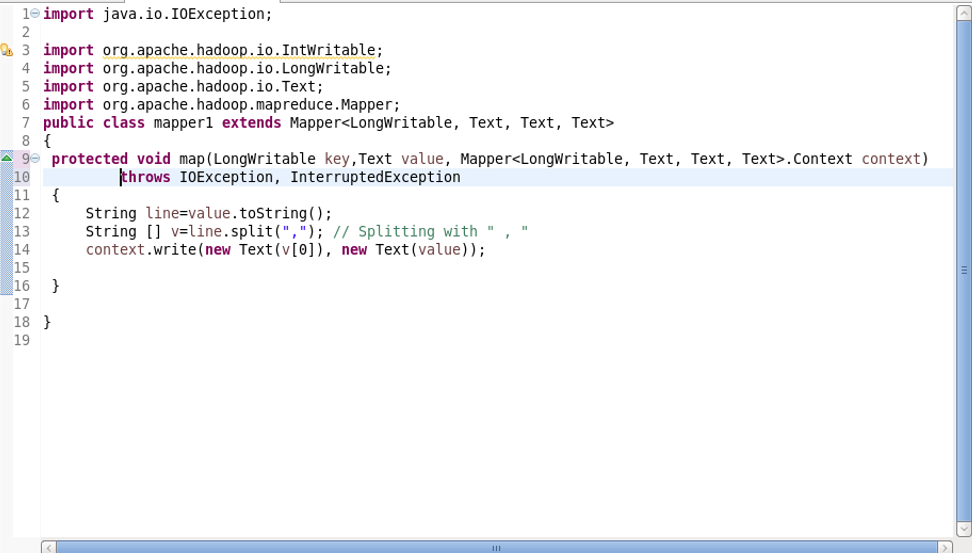 1 import java.io.IOException;
2
3 import org.apache.hadoop.io.IntWritable;
4 import org.apache.hadoop.io.LongWritable;
5 import org.apache.hadoop.io.Text;
6 import org.apache.hadoop.mapreduce.Mapper;
7 public class mapper1 extends Mapper<LongWritable, Text, Text, Text>
8 {
9 protected void map(LongWritable key,Text value, Mapper<LongWritable, Text, Text, Text>.Context context)
10 throws IOException, InterruptedException
11 {
12 String line=value.toString();
13 String [] v=line.split(","); // Splitting with " , "
14 context.write(new Text(v[0]), new Text(value));
15
16 }
17
18 }
19